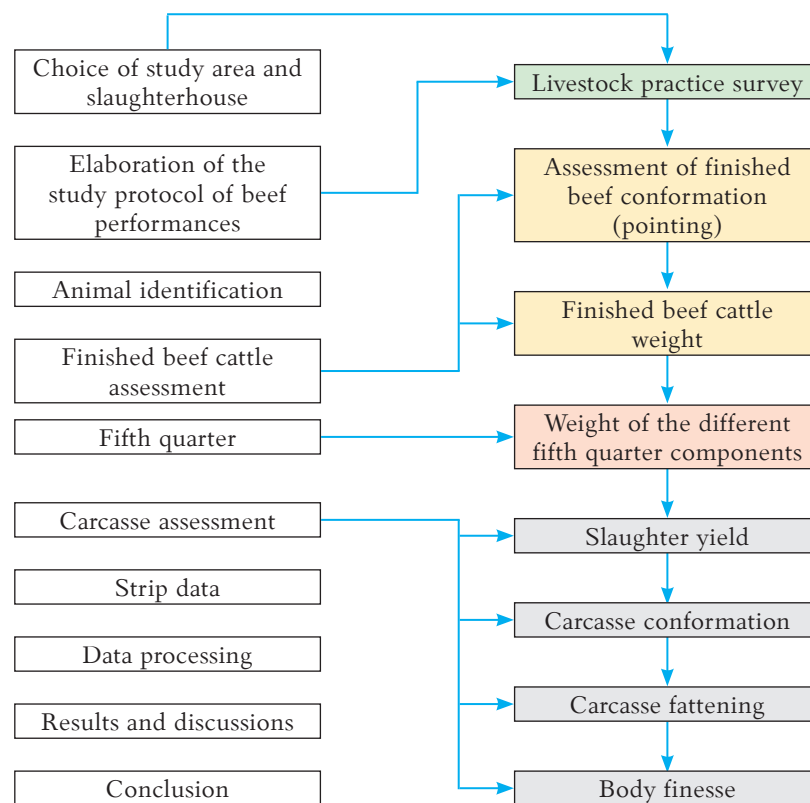 Choice of study area and
slaughterhouse
Elaboration of the
study protocol of beef
performances
Animal identification
Finished beef cattle
assessment
Fifth quarter
Carcasse assessment
Strip data
Data processing
Results and discussions
Conclusion
Livestock practice survey
Assessment of finished
beef conformation
(pointing)
Finished beef cattle
weight
Weight of the different
fifth quarter components
Slaughter yield
Carcasse conformation
Carcasse fattening
Body finesse